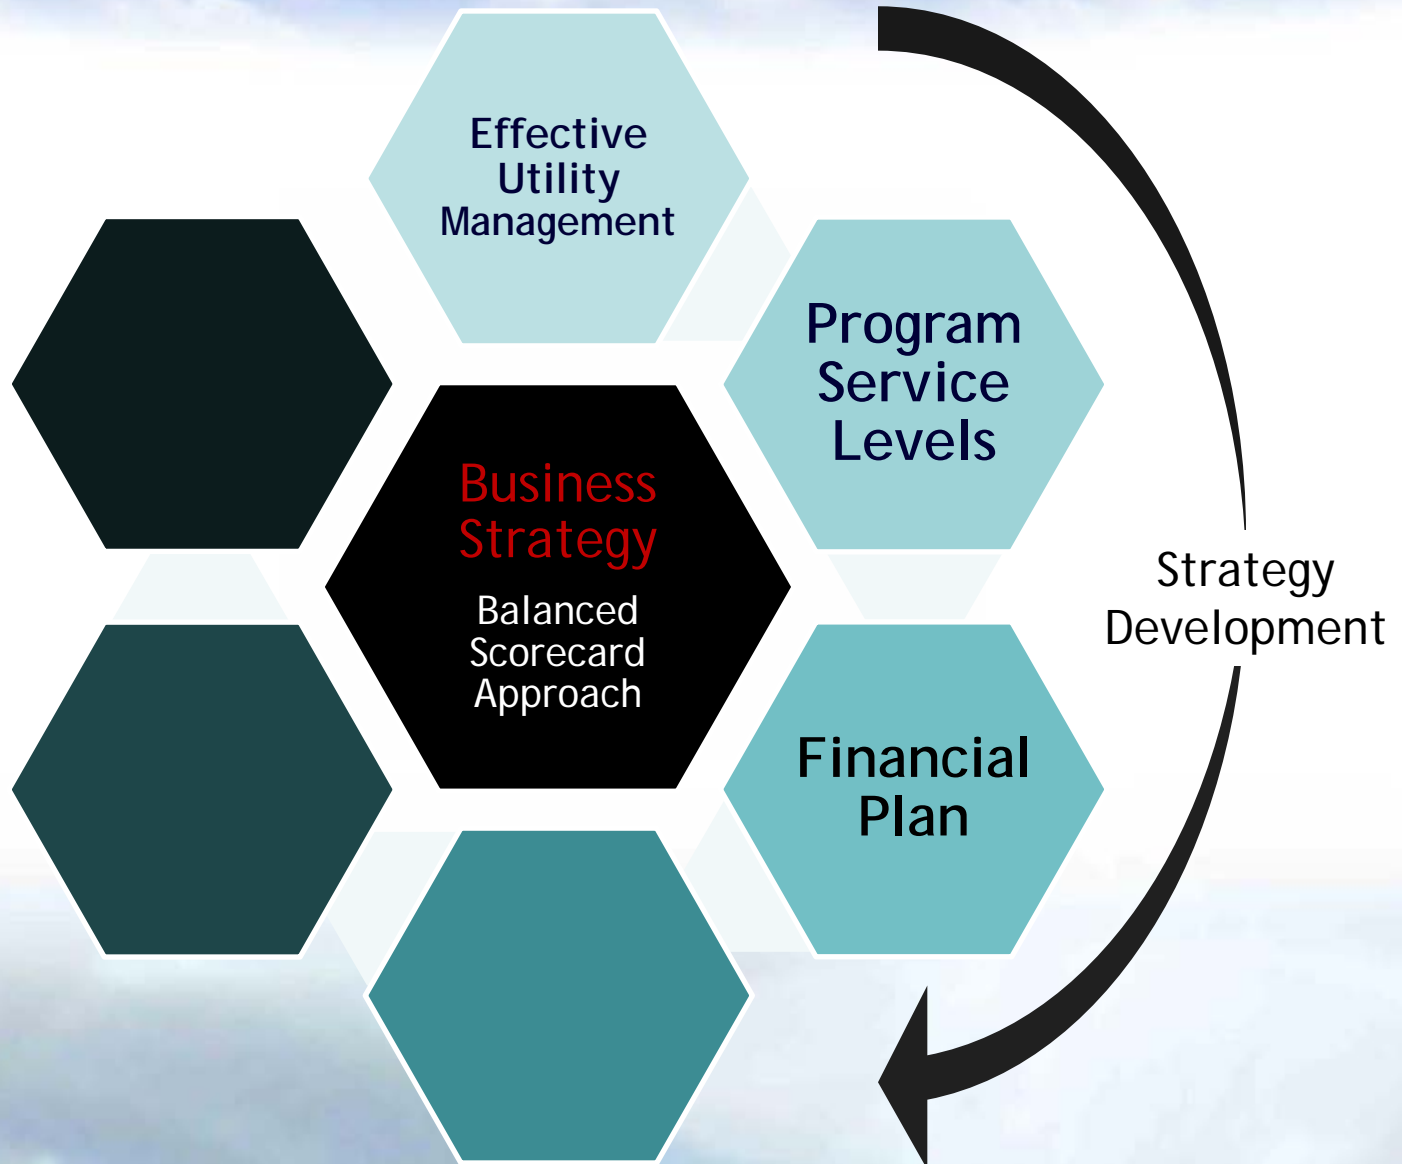 Effective
Utility
Management
Program
Service
Levels
Business
Strategy
Balanced
Scorecard
Approach
Strategy
Development
Financial
Plan